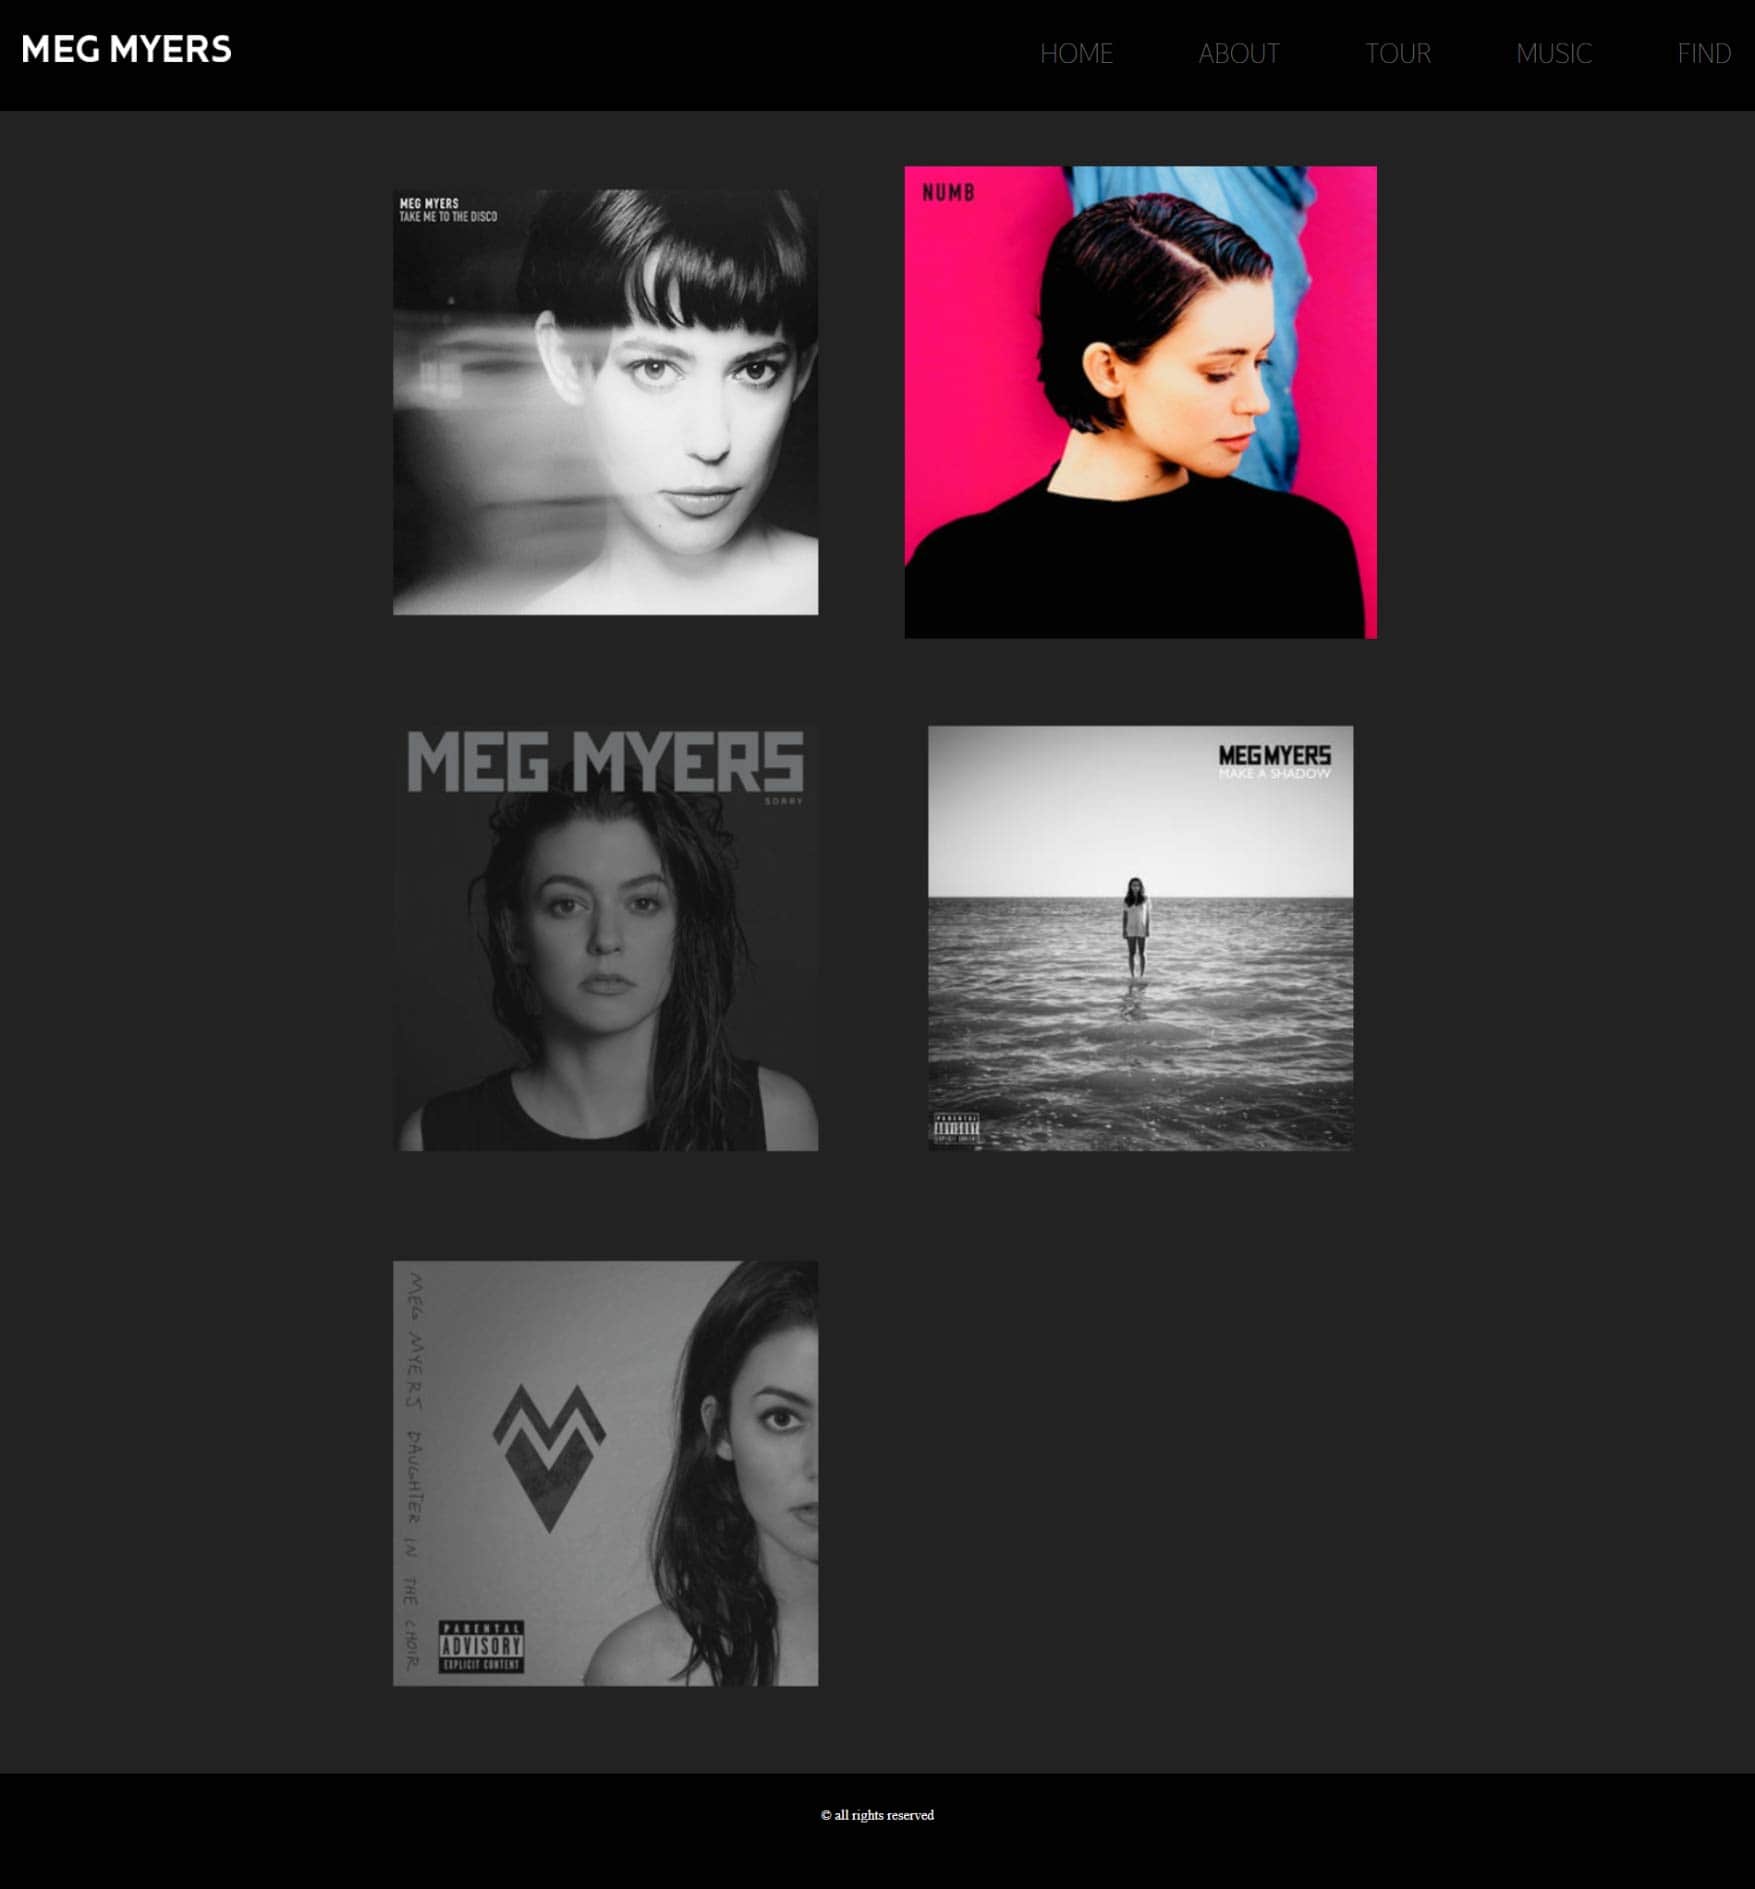 MEG MYERS
HOME
ABOUT
TOUR
MUSIC
FIND
MEG MYERS
TAKE ME TO THE DISCO
NUMB
MEG MYERS
SORRY
MEG MYERS
MAKE A SHADOW
PARENTAL
ADVISORY
EXPLICIT CONTENT
MEG MYERS DAUGHTER IN THE CHOIR
PARENTAL
ADVISORY
EXPLICIT CONTENT
© all rights reserved